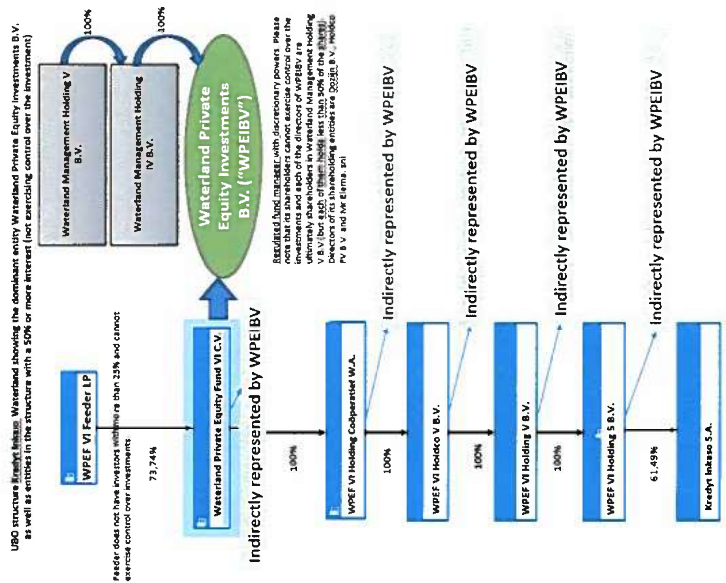 UBO structure Kredyt Inkaso Waterland showing the dominant entity Waterland Private Equity Investments B.V.
as well as entities in the structure with a 50% or more interest (not exercising control over the investment)
WPEF VI Feeder LP
Feeder does not have investors with more than 25% and cannot
exercise control over investments
73,74%
Waterland Management Holding V
B.V.
100%
Waterland Management Holding
IV B.V.
100%
Waterland Private Equity Fund VI C.V.
Waterland Private
Equity Investments
B.V. ("WPEIBV")
Indirectly represented by WPEIBV
Regulated fund manager with discretionary powers. Please
note that its shareholders cannot exercise control over the
investments and each of the directors of WPEIBV are
ultimately shareholders in Waterland Management Holding
V B.V (but each of them holds less than 50% of the shares).
Directors of its shareholding entities are B.V., Holdco
PV B.V. and Mr Elema.
100%
WPEF VI Holding Coöperatief W.A.
Indirectly represented by WPEIBV
100%
WPEF VI Holdco V B.V.
Indirectly represented by WPEIBV
100%
WPEF VI Holding V B.V.
Indirectly represented by WPEIBV
100%
WPEF VI Holding 5 B.V.
Indirectly represented by WPEIBV
61,49%
Kredyt Inkaso S.A.